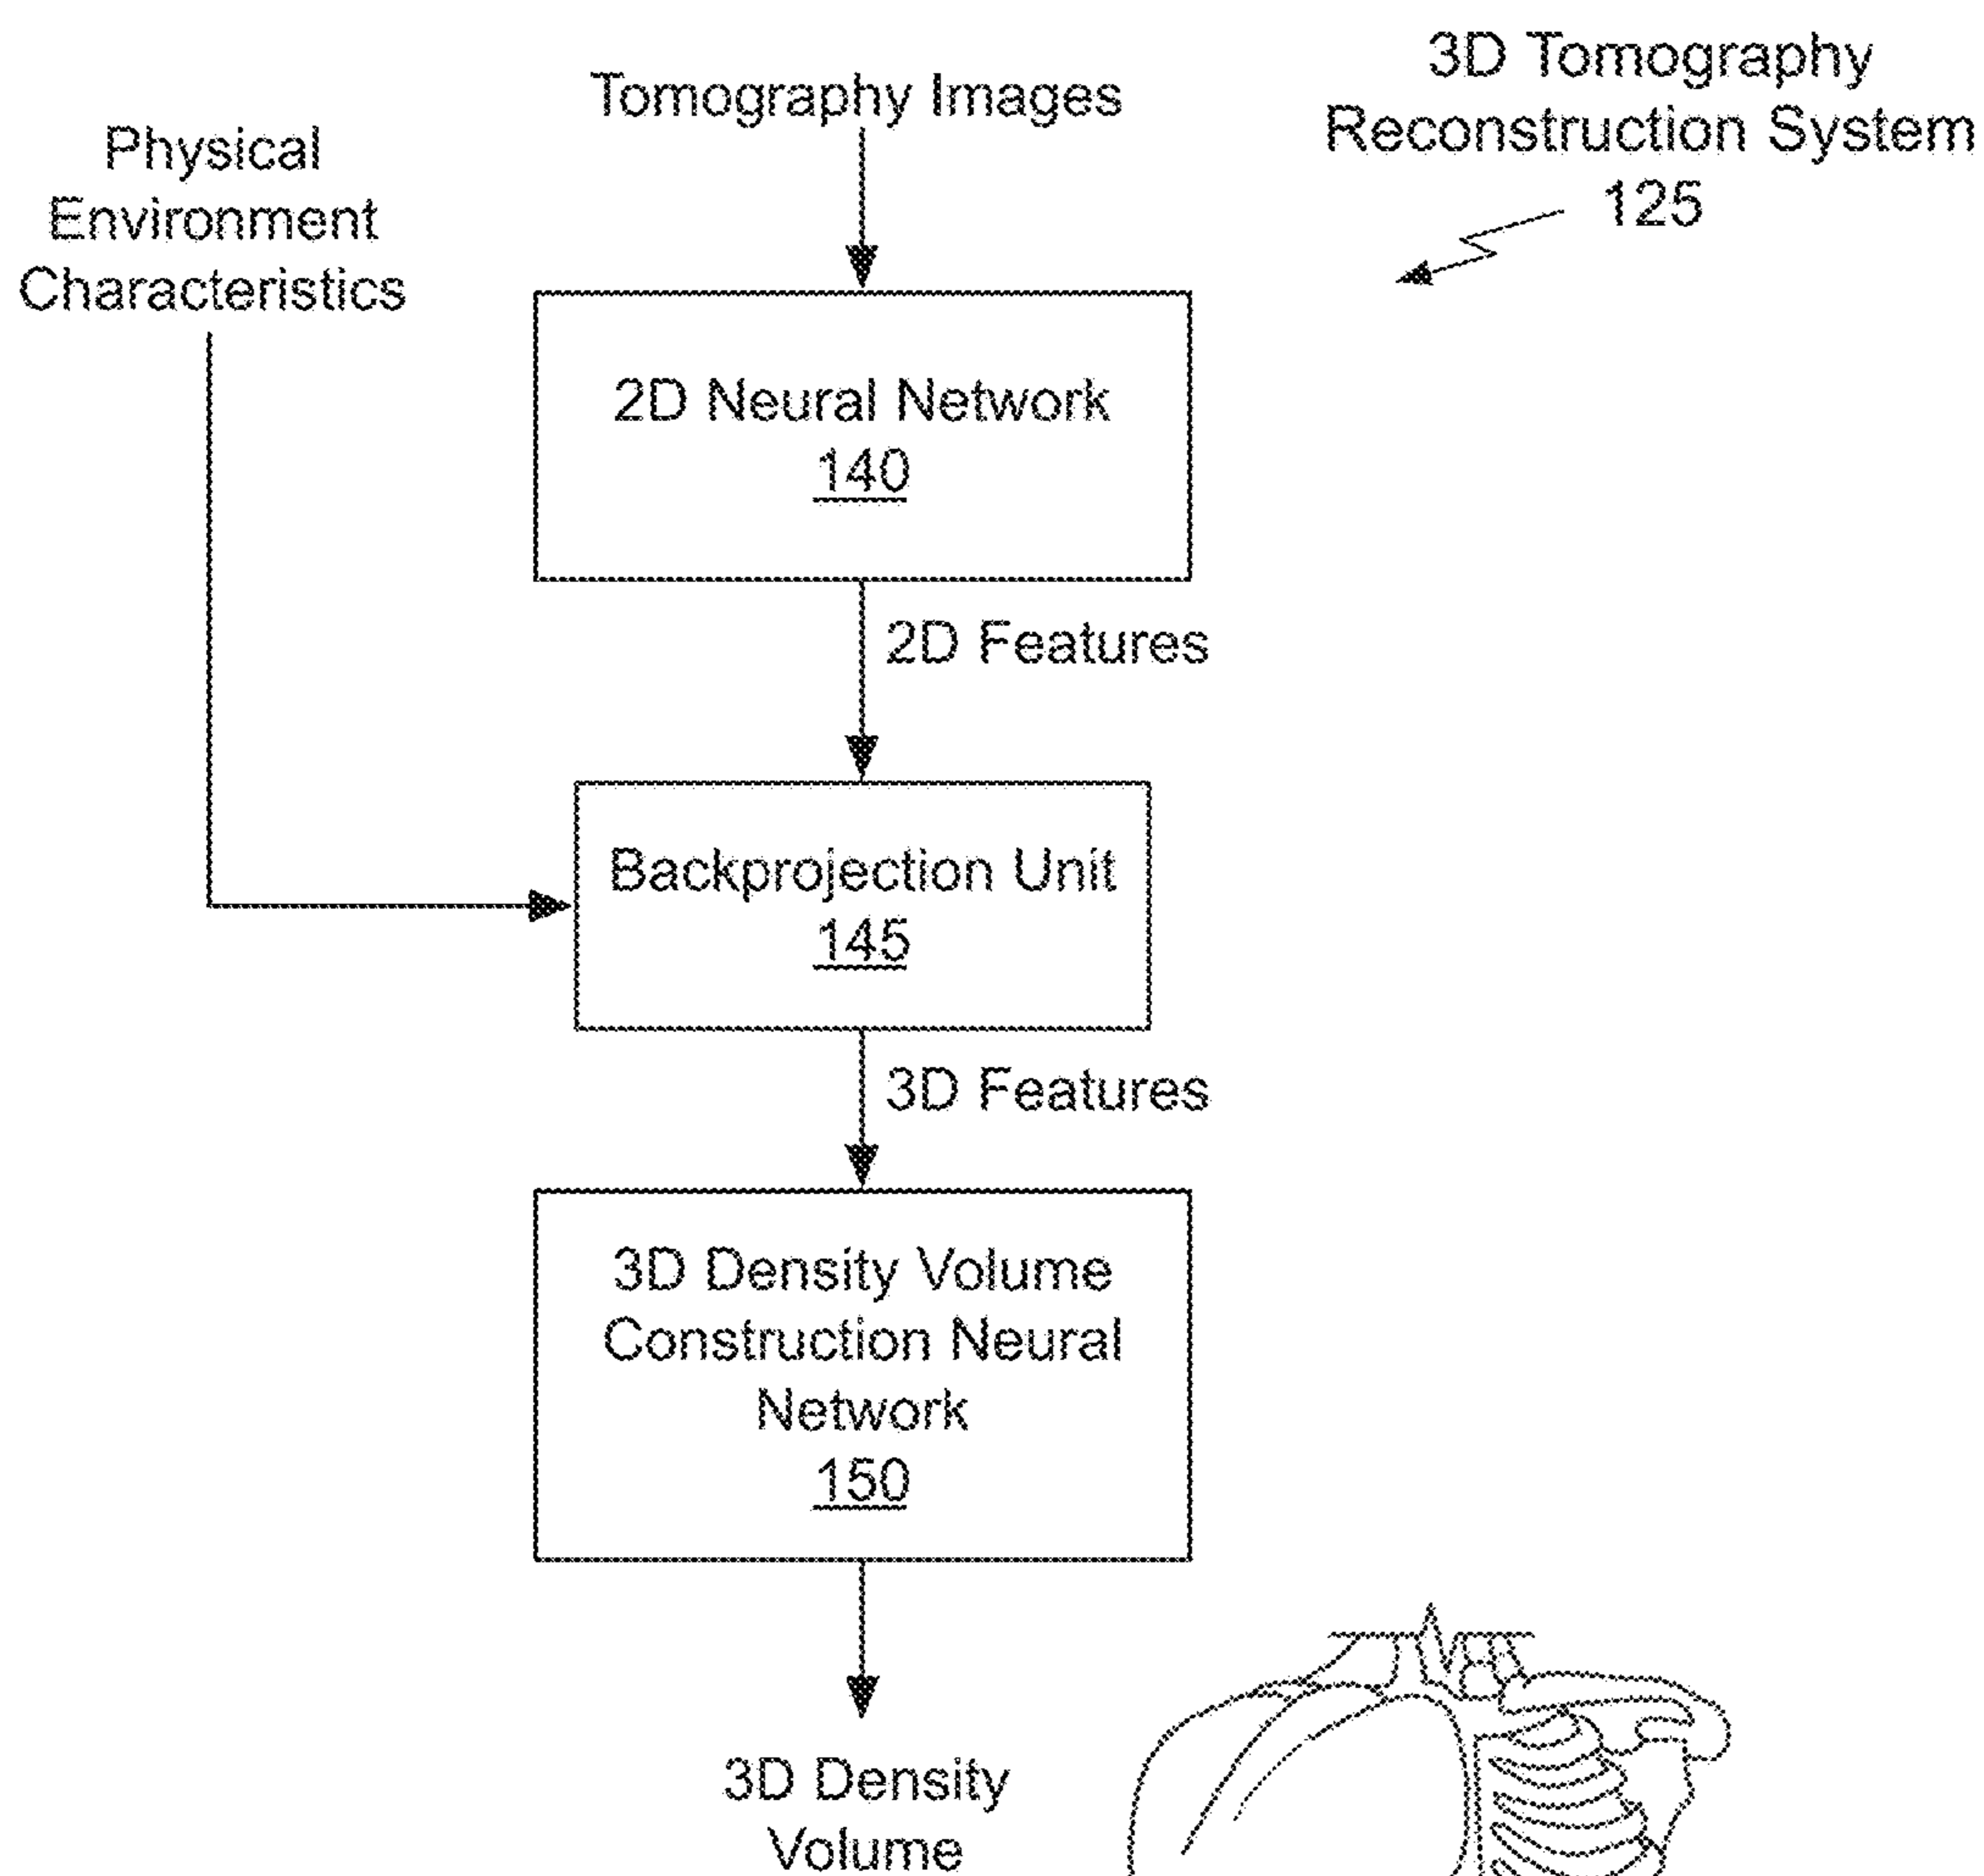 3D Tomography
Reconstruction System
125
Tomography Images
Physical
Environment
Characteristics
2D Neural Network
140
2D Features
Backprojection Unit
145
3D Features
3D Density Volume
Construction Neural
Network
150
3D Density
Volume